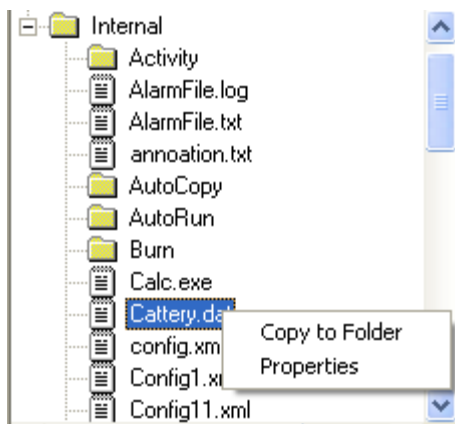 Internal
Activity
AlarmFile.log
AlarmFile.txt
annoation.txt
AutoCopy
AutoRun
Burn
Calc.exe
Cattery.da
Copy to Folder
config.xm
Properties
Config1.x
Config11.xml